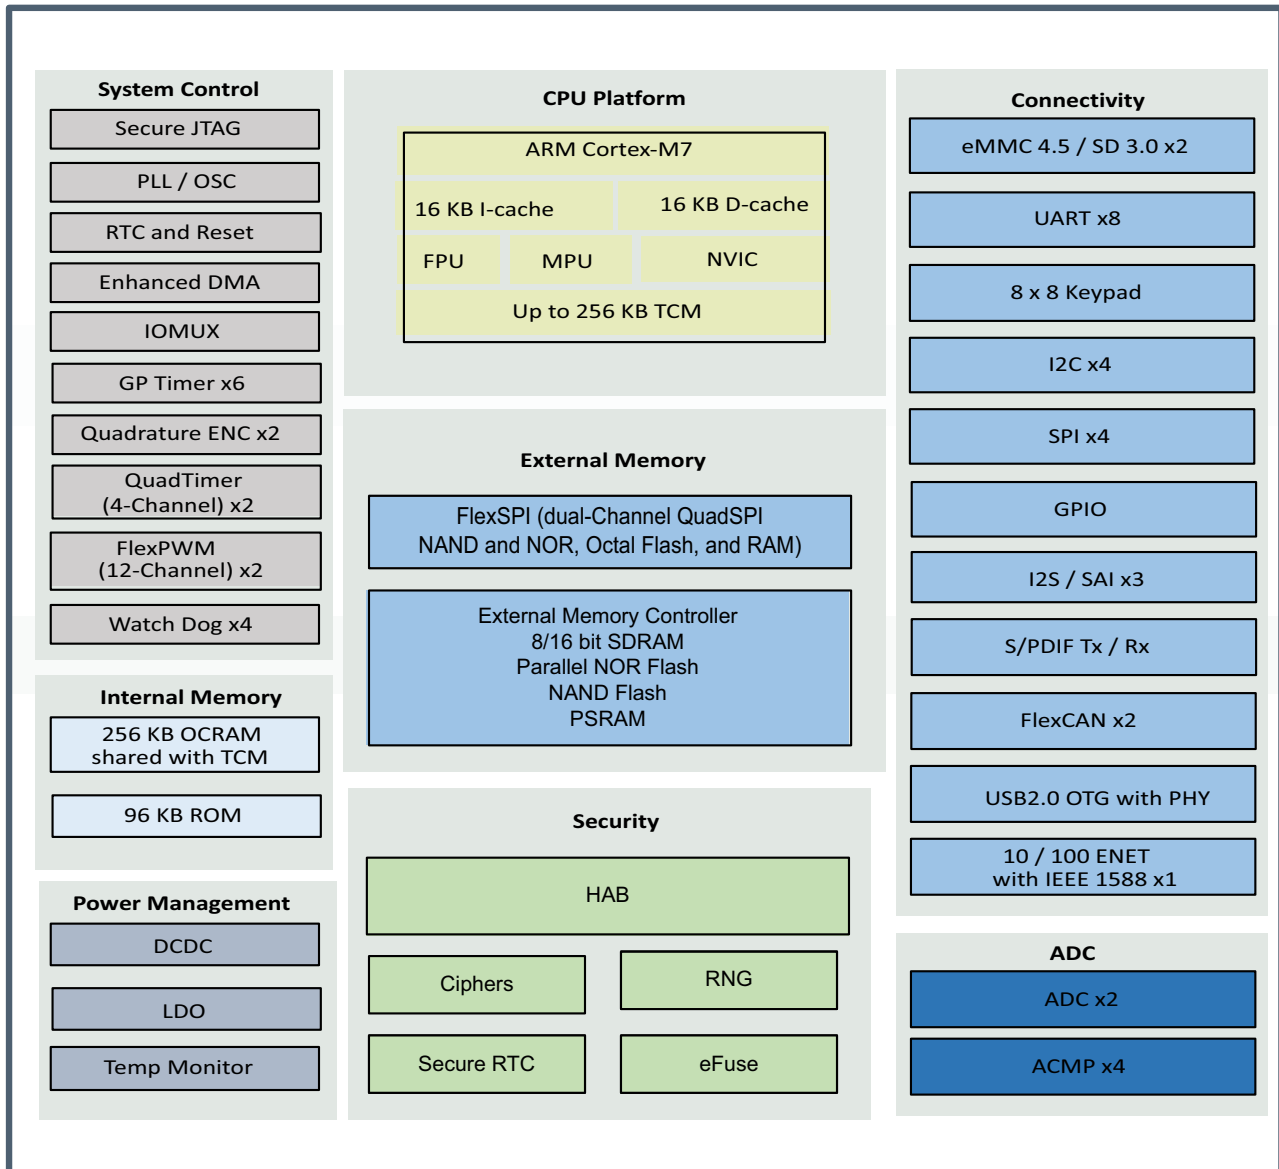 System Control
Secure JTAG
PLL / OSC
RTC and Reset
Enhanced DMA
IOMUX
GP Timer x6
Quadrature ENC x2
QuadTimer
(4-Channel) x2
FlexPWM
(12-Channel) x2
Watch Dog x4
Internal Memory
256 KB OCRAM
shared with TCM
96 KB ROM
Power Management
DCDC
LDO
Temp Monitor
CPU Platform
ARM Cortex-M7
16 KB I-cache
16 KB D-cache
FPU
MPU
NVIC
Up to 256 KB TCM
External Memory
FlexSPI (dual-Channel QuadSPI
NAND and NOR, Octal Flash, and RAM)
External Memory Controller
8/16 bit SDRAM
Parallel NOR Flash
NAND Flash
PSRAM
Security
HAB
Ciphers
RNG
Secure RTC
eFuse
Connectivity
eMMC 4.5 / SD 3.0 x2
UART x8
8 x 8 Keypad
I2C x4
SPI x4
GPIO
I2S / SAI x3
S/PDIF Tx / Rx
FlexCAN x2
USB2.0 OTG with PHY
10 / 100 ENET
with IEEE 1588 x1
ADC
ADC x2
ACMP x4